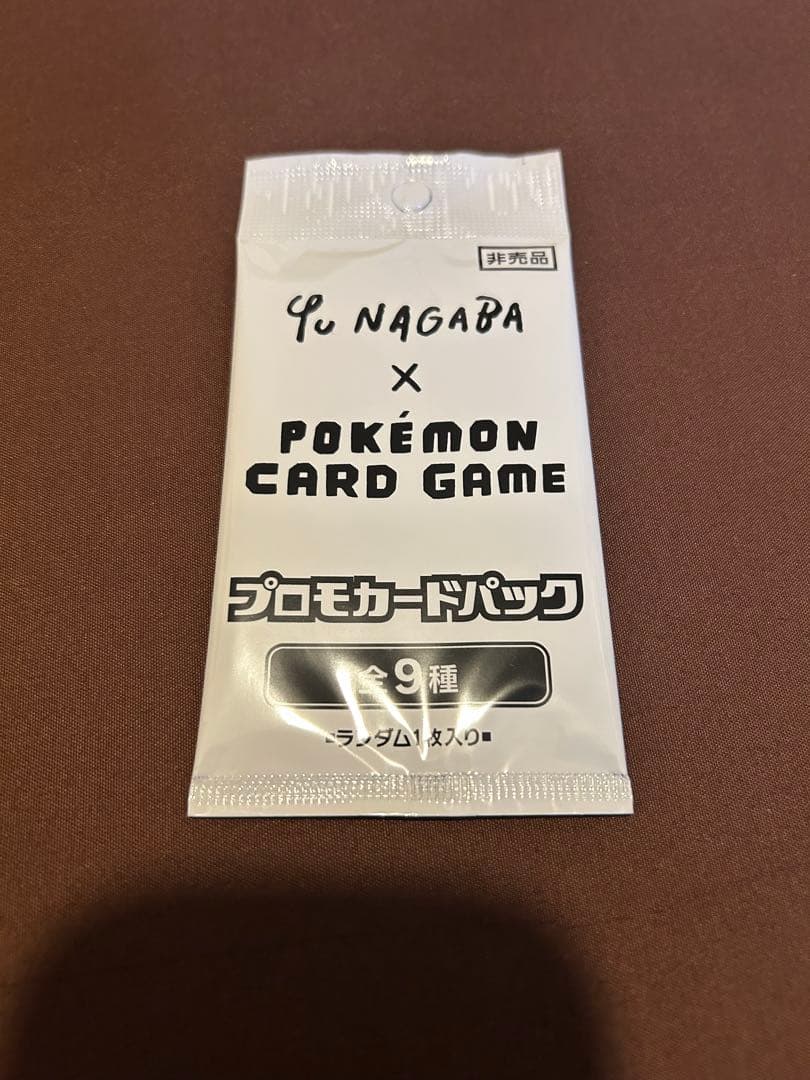 非売品
Yu NAGABA
×
POKÉMON
CARD GAME
プロモカードパック
全9種
■ランダム1枚入り■